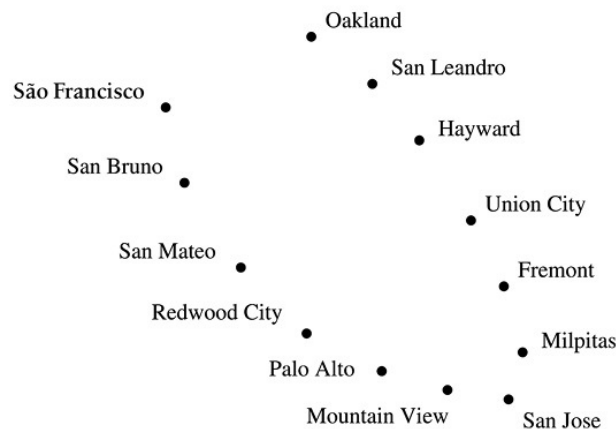 Oakland
San Leandro
São Francisco
Hayward
San Bruno
Union City
San Mateo
Fremont
Redwood City
Milpitas
Palo Alto
Mountain View
San Jose